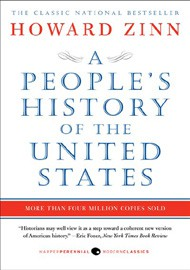 THE CLASSIC NATIONAL BESTSELLER
HOWARD ZINN
A
PEOPLE'S
HISTORY
OF THE
UNITED
STATES
MORE THAN FOUR MILLION COPIES SOLD
"Historians may well view it as a step toward a coherent new version
of American history." —Eric Foner, New York Times Book Review
HARPERPERENNIAL MODERNCLASSICS